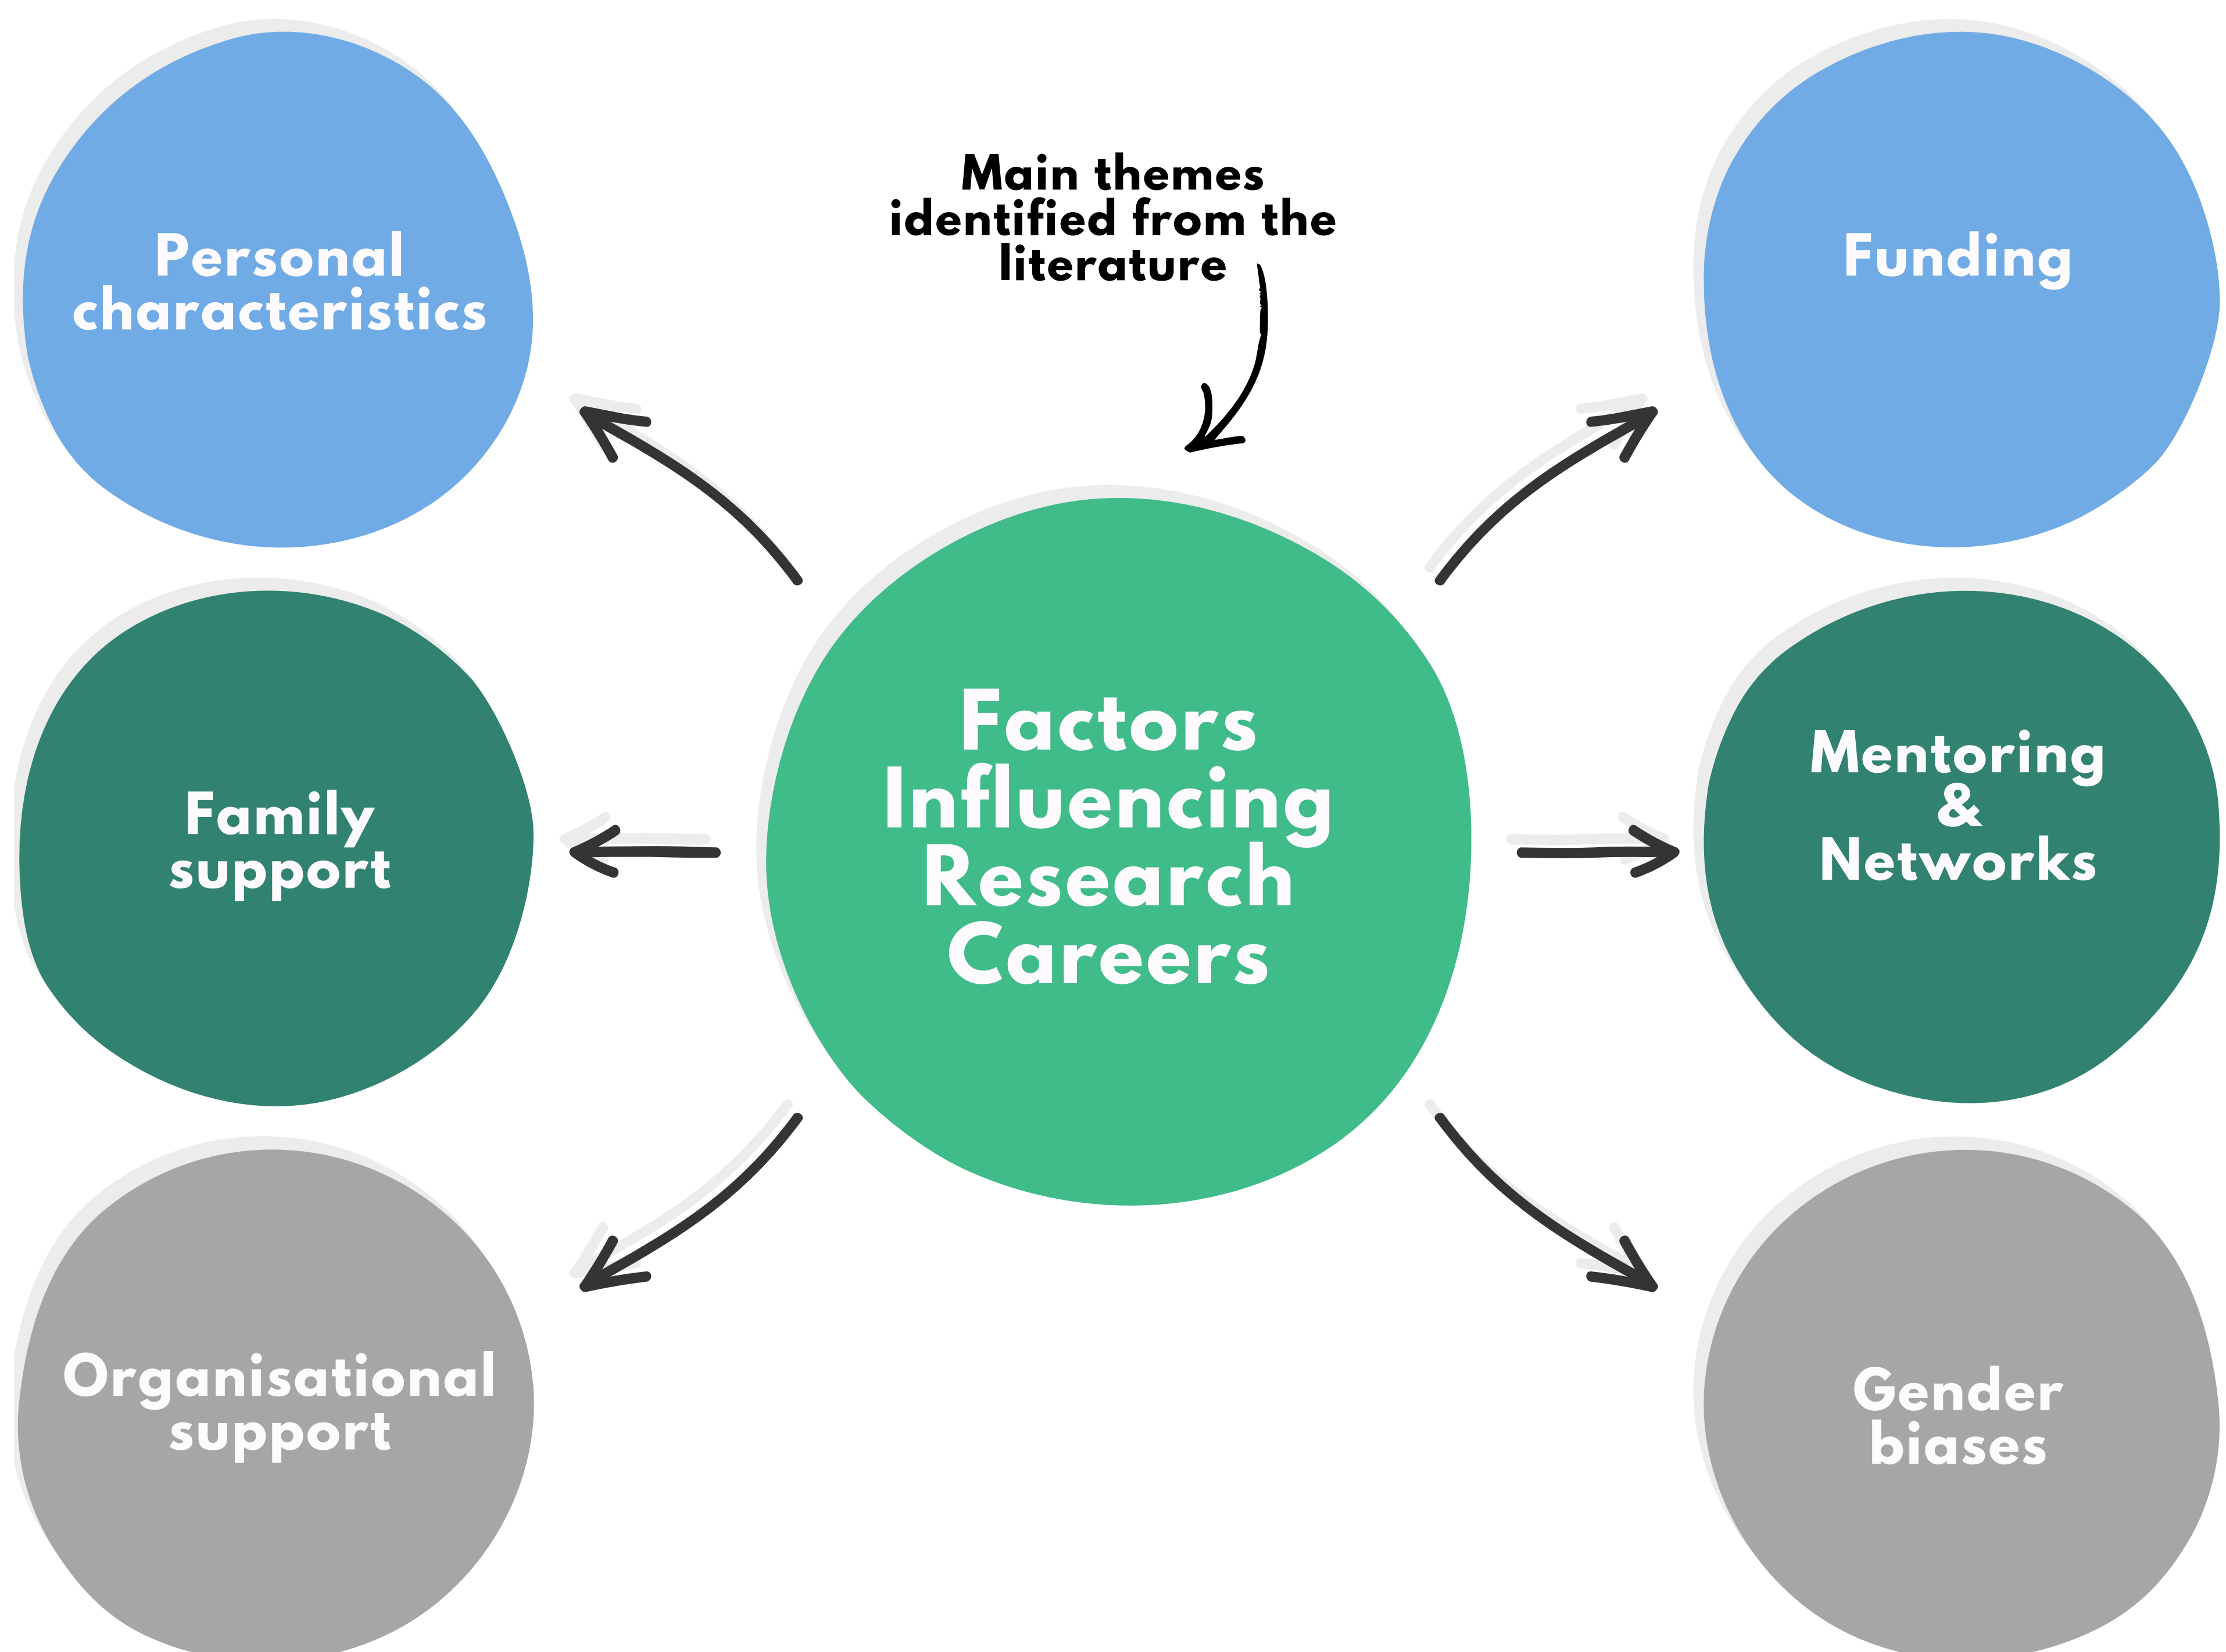 Main themes
identified from the
literature
Personal
characteristics
Funding
Factors
Influencing
Research
Careers
Family
support
Mentoring
&
Networks
Organisational
support
Gender
biases